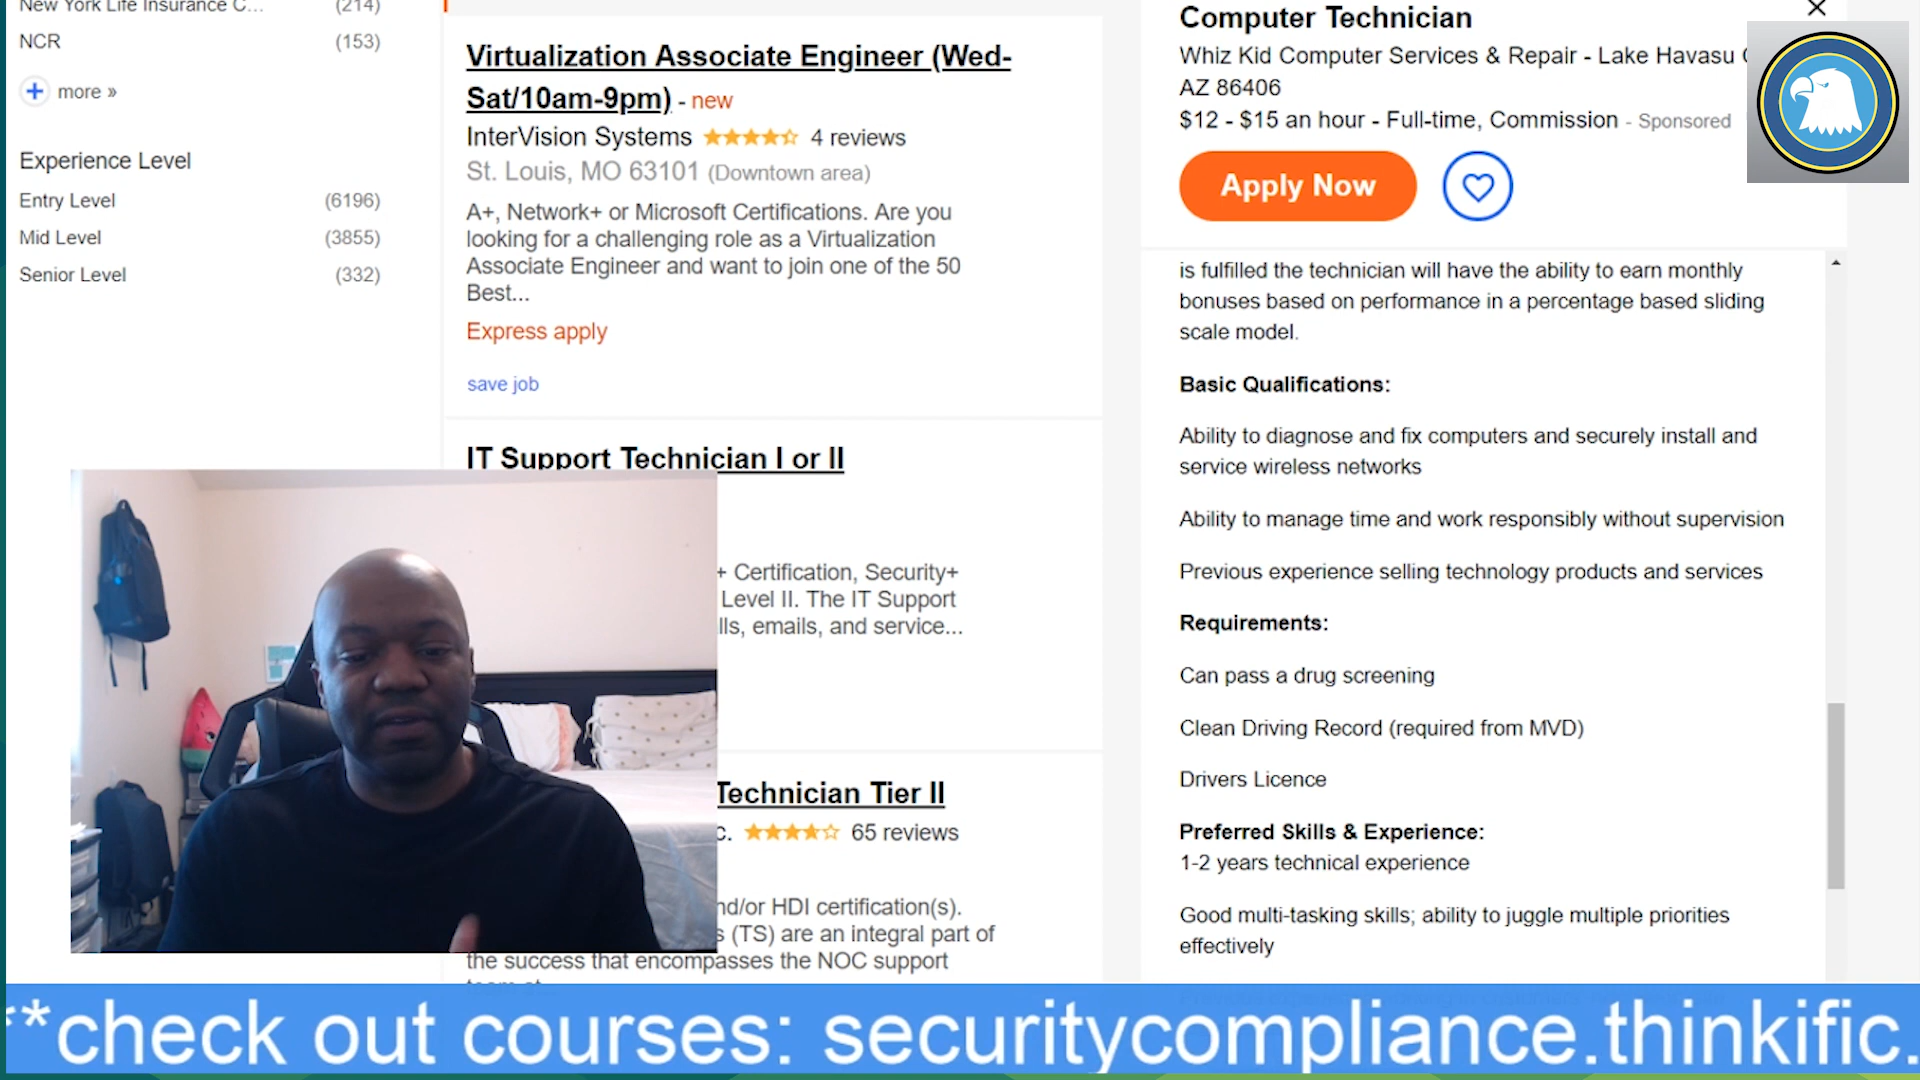 New York Life Insurance C... (214)
NCR (153)
more »
Experience Level
Entry Level (6196)
Mid Level (3855)
Senior Level (332)
Virtualization Associate Engineer (Wed-
Sat/10am-9pm) - new
InterVision Systems 4 reviews
St. Louis, MO 63101 (Downtown area)
A+, Network+ or Microsoft Certifications. Are you
looking for a challenging role as a Virtualization
Associate Engineer and want to join one of the 50
Best...
Express apply
save job
IT Support Technician I or II
+ Certification, Security+
Level II. The IT Support
lls, emails, and service...
Technician Tier II
c. 65 reviews
nd/or HDI certification(s).
s (TS) are an integral part of
the success that encompasses the NOC support
Computer Technician
Whiz Kid Computer Services & Repair - Lake Havasu
AZ 86406
$12 - $15 an hour - Full-time, Commission - Sponsored
Apply Now
is fulfilled the technician will have the ability to earn monthly
bonuses based on performance in a percentage based sliding
scale model.
Basic Qualifications:
Ability to diagnose and fix computers and securely install and
service wireless networks
Ability to manage time and work responsibly without supervision
Previous experience selling technology products and services
Requirements:
Can pass a drug screening
Clean Driving Record (required from MVD)
Drivers Licence
Preferred Skills & Experience:
1-2 years technical experience
Good multi-tasking skills; ability to juggle multiple priorities
effectively
**check out courses: securitycompliance.thinkific.